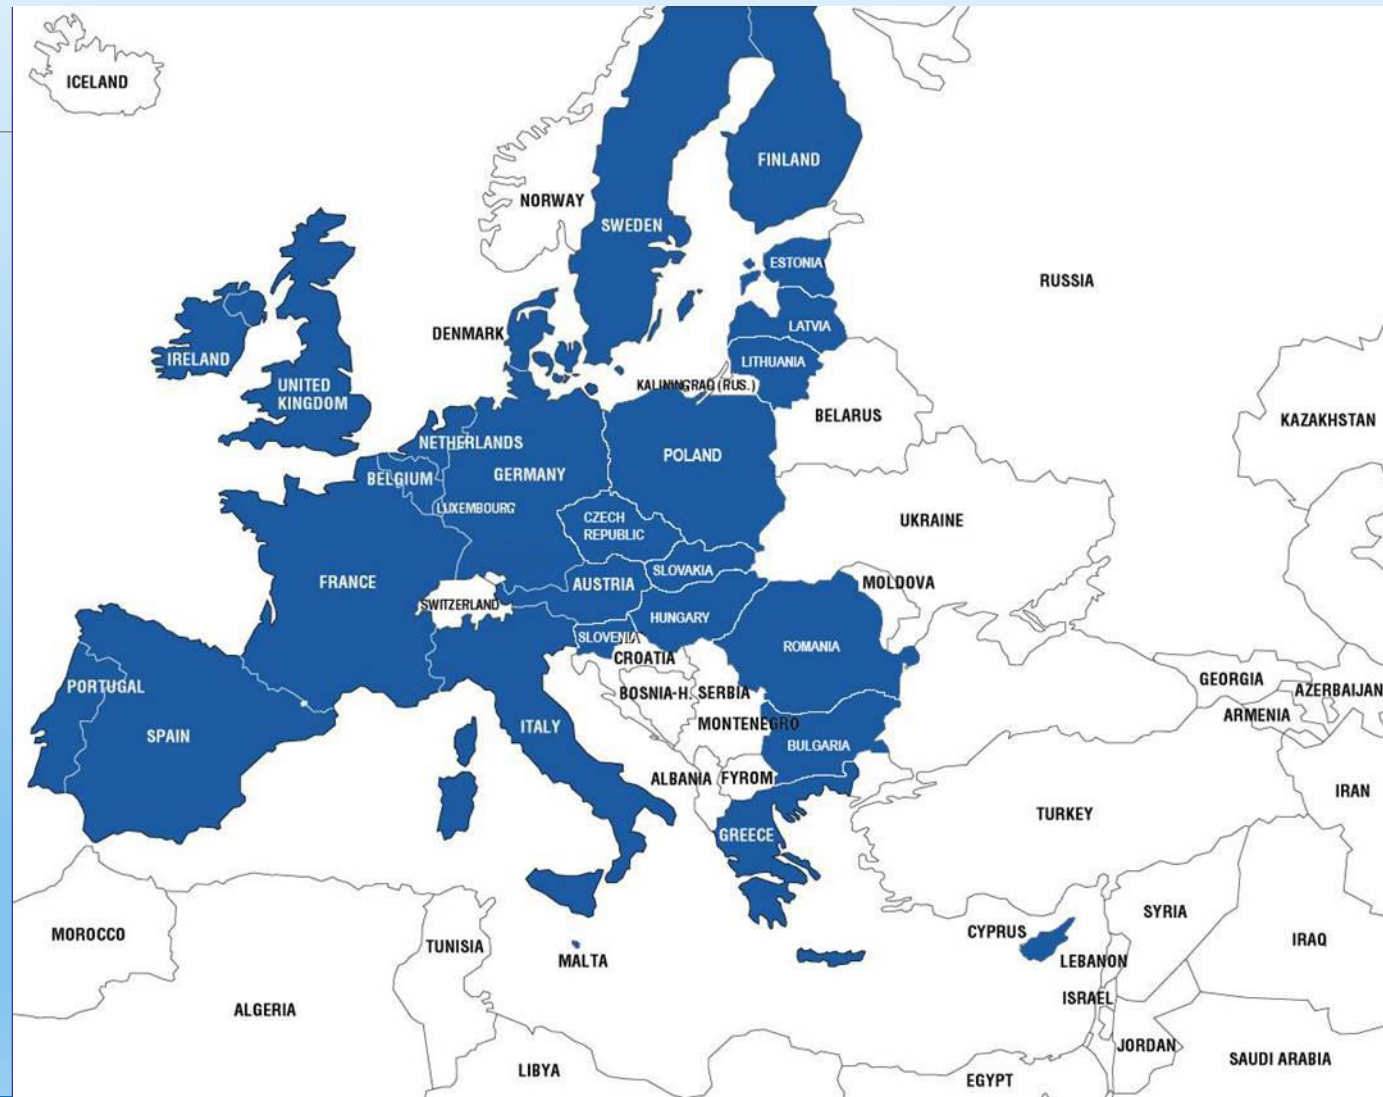 ICELAND
FINLAND
NORWAY
SWEDEN
ESTONIA
RUSSIA
LATVIA
DENMARK
IRELAND
LITHUANIA
UNITED
KINGDOM
KALININGRAD (RUS.)
BELARUS
KAZAKHSTAN
NETHERLANDS
POLAND
BELGIUM
GERMANY
LUXEMBOURG
CZECH
REPUBLIC
UKRAINE
SLOVAKIA
FRANCE
AUSTRIA
MOLDOVA
SWITZERLAND
HUNGARY
SLOVENIA
ROMANIA
CROATIA
GEORGIA
PORTUGAL
BOSNIA-H.
SERBIA
AZERBAIJAN
ARMENIA
MONTENEGRO
ITALY
SPAIN
BULGARIA
ALBANIA
FYROM
IRAN
TURKEY
GREECE
SYRIA
MOROCCO
CYPRUS
IRAQ
TUNISIA
MALTA
LEBANON
ISRAEL
ALGERIA
JORDAN
SAUDI ARABIA
LIBYA
EGYPT